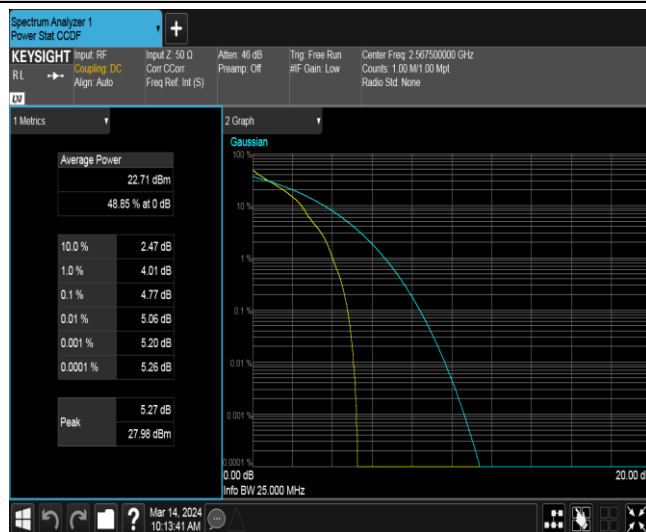 Spectrum Analyzer 1
Power Stat CCDF
+
KEYSIGHT
RL
LXI
Input: RF
Coupling: DC
Align: Auto
Input Z: 50 Ω
Corr CCorr
Freq Ref: Int (S)
Atten: 46 dB
Preamp: Off
Trig: Free Run
#IF Gain: Low
Center Freq: 2.567500000 GHz
Counts: 1.00 M/1.00 Mpt
Radio Std: None
1 Metrics
Average Power
22.71 dBm
48.85 % at 0 dB
10.0 % 2.47 dB
1.0 % 4.01 dB
0.1 % 4.77 dB
0.01 % 5.06 dB
0.001 % 5.20 dB
0.0001 % 5.26 dB
Peak
5.27 dB
27.98 dBm
2 Graph
Gaussian
100 %
10 %
1 %
0.1 %
0.01 %
0.001 %
0.0001 %
0.00 dB
20.00 d
Info BW 25.000 MHz
?
Mar 14, 2024
10:13:41 AM